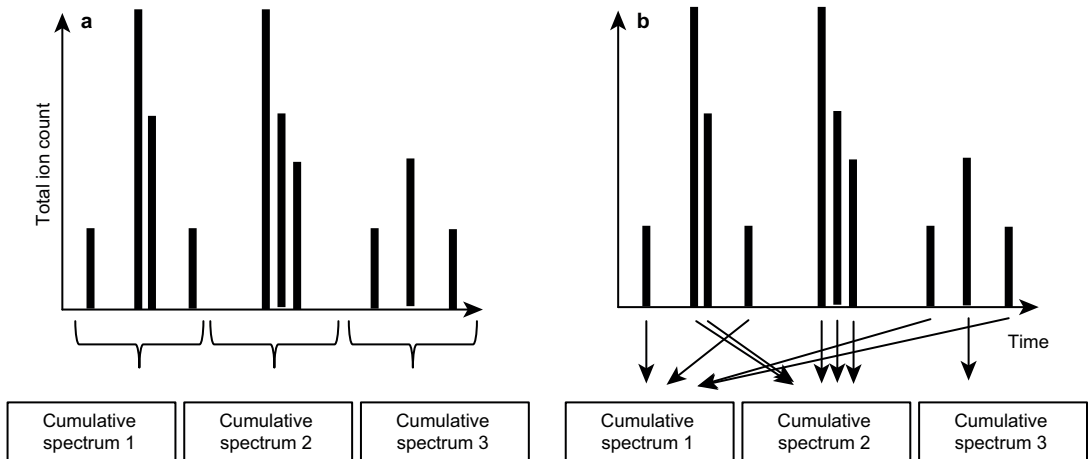 a
Total ion count
Cumulative
spectrum 1
Cumulative
spectrum 2
Cumulative
spectrum 3
b
Time
Cumulative
spectrum 1
Cumulative
spectrum 2
Cumulative
spectrum 3